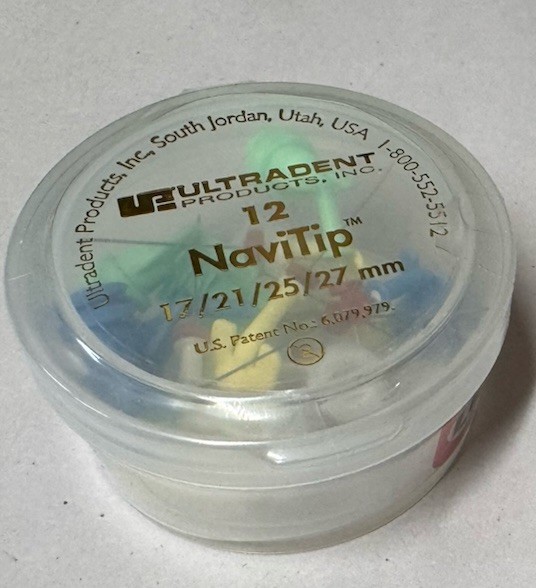 Ultradent Products, Inc., South Jordan, Utah, USA 1-800-552-5512
ULTRADENT
PRODUCTS, INC.
12
NaviTip™
17/21/25/27 mm
U.S. Patent No.: 6,079,979.